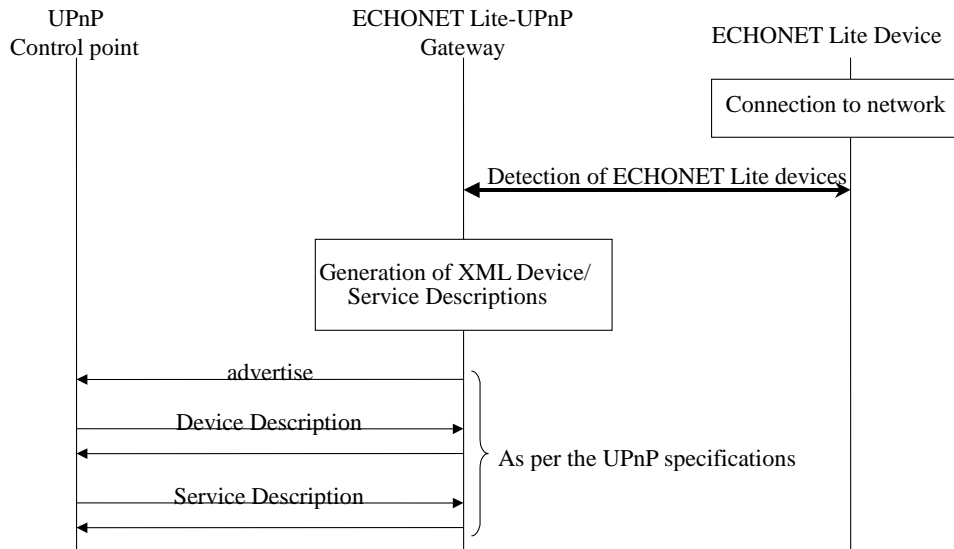 UPnP
Control point
ECHONET Lite-UPnP
Gateway
ECHONET Lite Device
Connection to network
Detection of ECHONET Lite devices
Generation of XML Device/
Service Descriptions
advertise
Device Description
As per the UPnP specifications
Service Description